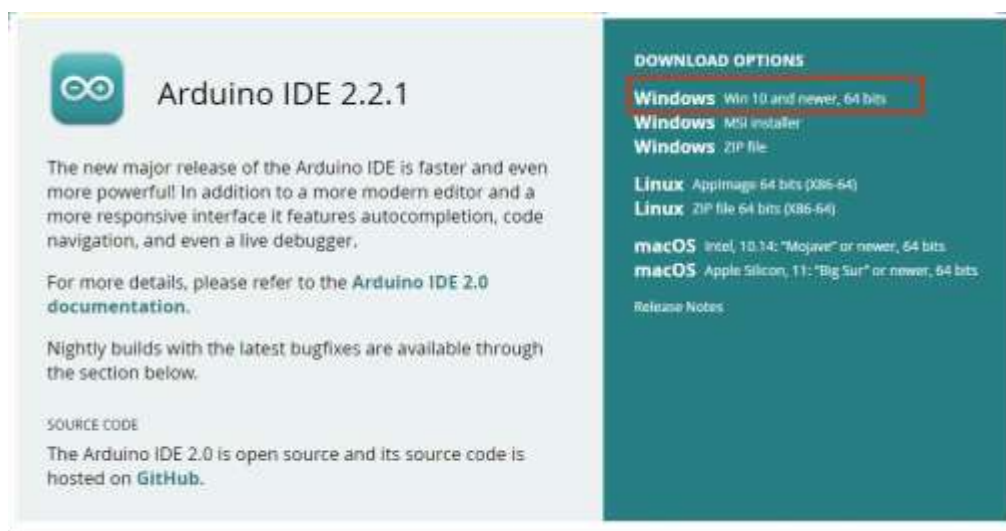 Arduino IDE 2.2.1
The new major release of the Arduino IDE is faster and even
more powerful! In addition to a more modern editor and a
more responsive interface it features autocompletion, code
navigation, and even a live debugger.
For more details, please refer to the Arduino IDE 2.0
documentation.
Nightly builds with the latest bugfixes are available through
the section below.
SOURCE CODE
The Arduino IDE 2.0 is open source and its source code is
hosted on GitHub.
DOWNLOAD OPTIONS
Windows Win 10 and newer, 64 bits
Windows MSI installer
Windows ZIP file
Linux AppImage 64 bits (X86-64)
Linux ZIP file 64 bits (X86-64)
macOS Intel, 10.14: "Mojave" or newer, 64 bits
macOS Apple Silicon, 11: "Big Sur" or newer, 64 bits
Release Notes